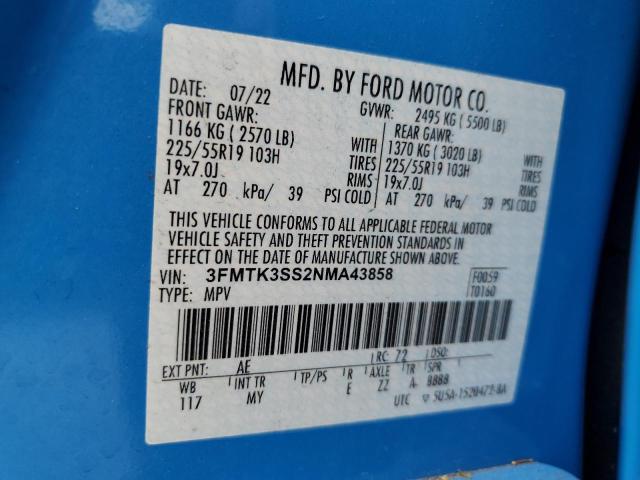 MFD. BY FORD MOTOR CO.
DATE: 07/22 GVWR: 2495 KG ( 5500 LB)
FRONT GAWR: REAR GAWR:
1166 KG ( 2570 LB) WITH 1370 KG ( 3020 LB) WITH
225/55R19 103H TIRES 225/55R19 103H TIRES
19x7.0J RIMS 19x7.0J RIMS
AT 270 kPa/ 39 PSI COLD AT 270 kPa/ 39 PSI COLD
THIS VEHICLE CONFORMS TO ALL APPLICABLE FEDERAL MOTOR
VEHICLE SAFETY AND THEFT PREVENTION STANDARDS IN
EFFECT ON THE DATE OF MANUFACTURE SHOWN ABOVE.
VIN: 3FMTK3SS2NMA43858 F0059
TYPE: MPV T0160
EXT PNT: AE RC: 72 DSO:
WB INT TR TP/PS R AXLE TR SPR
117 MY E ZZ A- 8888
UTC 5U5A-1520472-BA